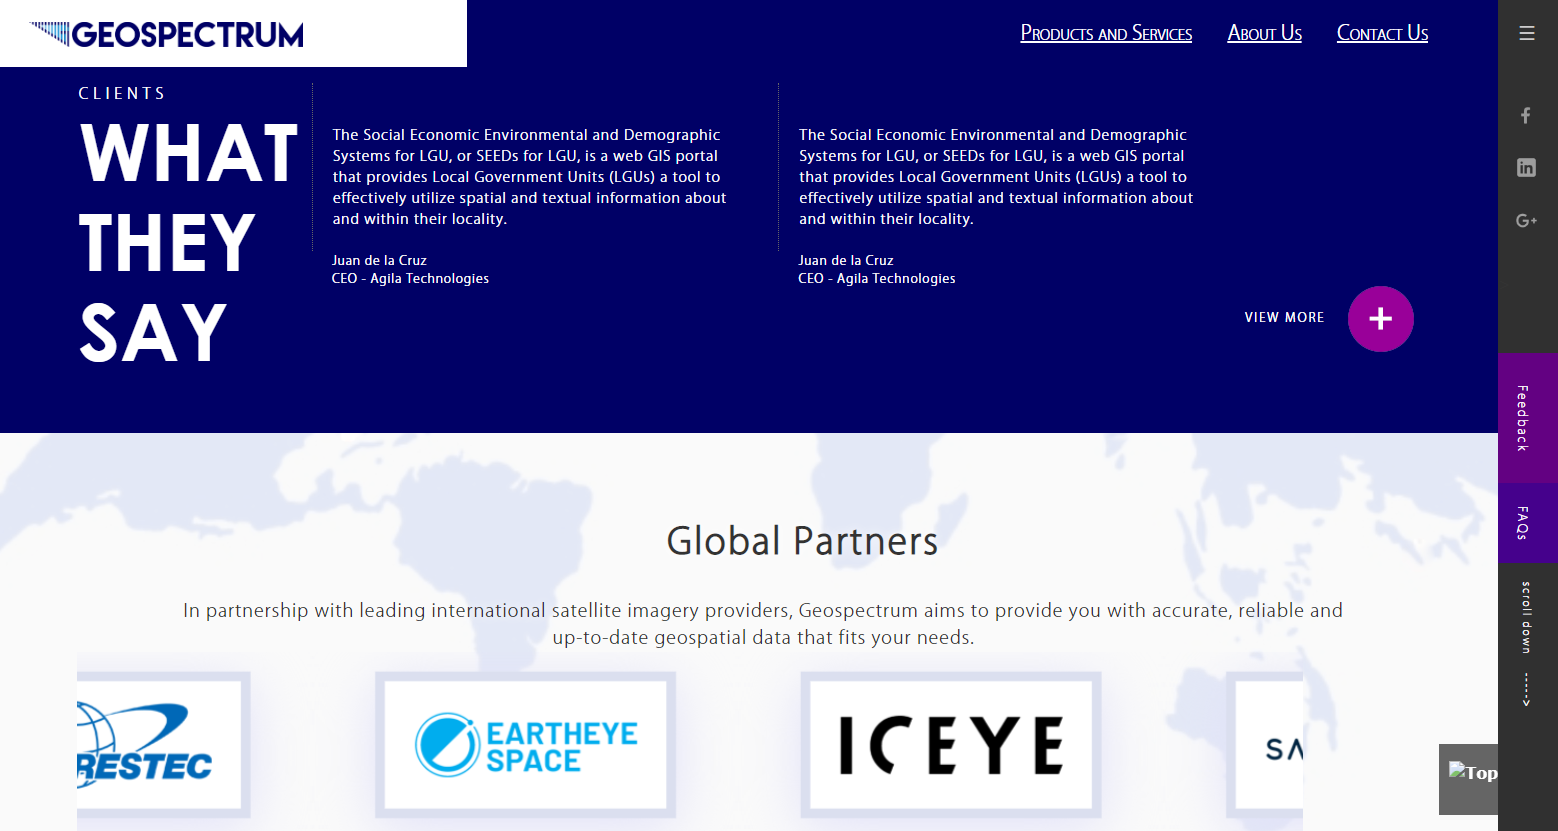 GEOSPECTRUM
Products and Services
About Us
Contact Us
CLIENTS
WHAT
THEY
SAY
The Social Economic Environmental and Demographic
Systems for LGU, or SEEDs for LGU, is a web GIS portal
that provides Local Government Units (LGUs) a tool to
effectively utilize spatial and textual information about
and within their locality.
Juan de la Cruz
CEO - Agila Technologies
The Social Economic Environmental and Demographic
Systems for LGU, or SEEDs for LGU, is a web GIS portal
that provides Local Government Units (LGUs) a tool to
effectively utilize spatial and textual information about
and within their locality.
Juan de la Cruz
CEO - Agila Technologies
VIEW MORE
Feedback
FAQs
scroll down ----->
Global Partners
In partnership with leading international satellite imagery providers, Geospectrum aims to provide you with accurate, reliable and
up-to-date geospatial data that fits your needs.
RESTEC
EARTHEYE
SPACE
ICEYE
SA
Top